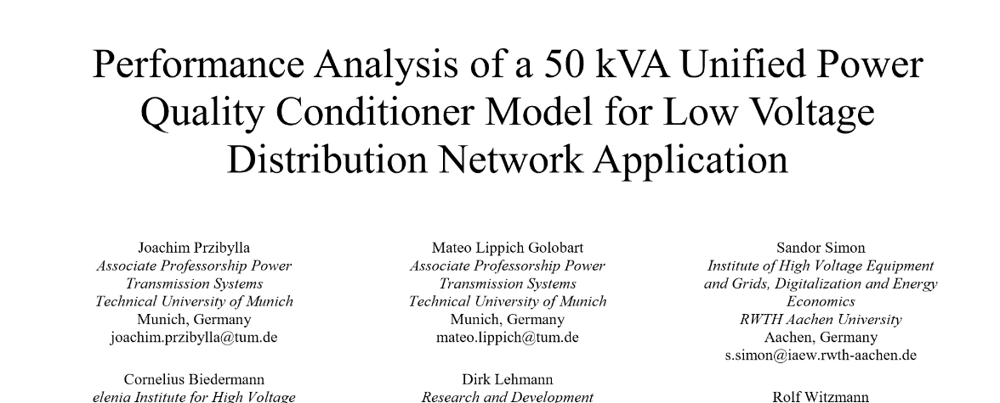 Performance Analysis of a 50 kVA Unified Power
Quality Conditioner Model for Low Voltage
Distribution Network Application
Joachim Przibylla
Associate Professorship Power
Transmission Systems
Technical University of Munich
Munich, Germany
joachim.przibylla@tum.de
Mateo Lippich Golobart
Associate Professorship Power
Transmission Systems
Technical University of Munich
Munich, Germany
mateo.lippich@tum.de
Sandor Simon
Institute of High Voltage Equipment
and Grids, Digitalization and Energy
Economics
RWTH Aachen University
Aachen, Germany
s.simon@iaew.rwth-aachen.de
Cornelius Biedermann
elenia Institute for High Voltage
Dirk Lehmann
Research and Development
Rolf Witzmann